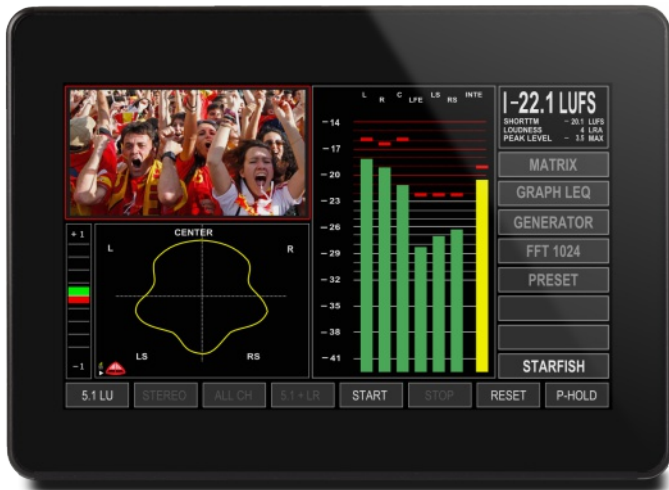 L R C LFE LS RS INTE
-14
-17
-20
-23
-26
-29
-32
-35
-38
-41
I-22.1 LUFS
SHORTTM - 20.1 LUFS
LOUDNESS 4 LRA
PEAK LEVEL - 3.5 MAX
MATRIX
GRAPH LEQ
GENERATOR
FFT 1024
PRESET
STARFISH
+1
-1
CENTER
L
R
LS
RS
5.1 LU
STEREO
ALL CH
5.1 + LR
START
STOP
RESET
P-HOLD